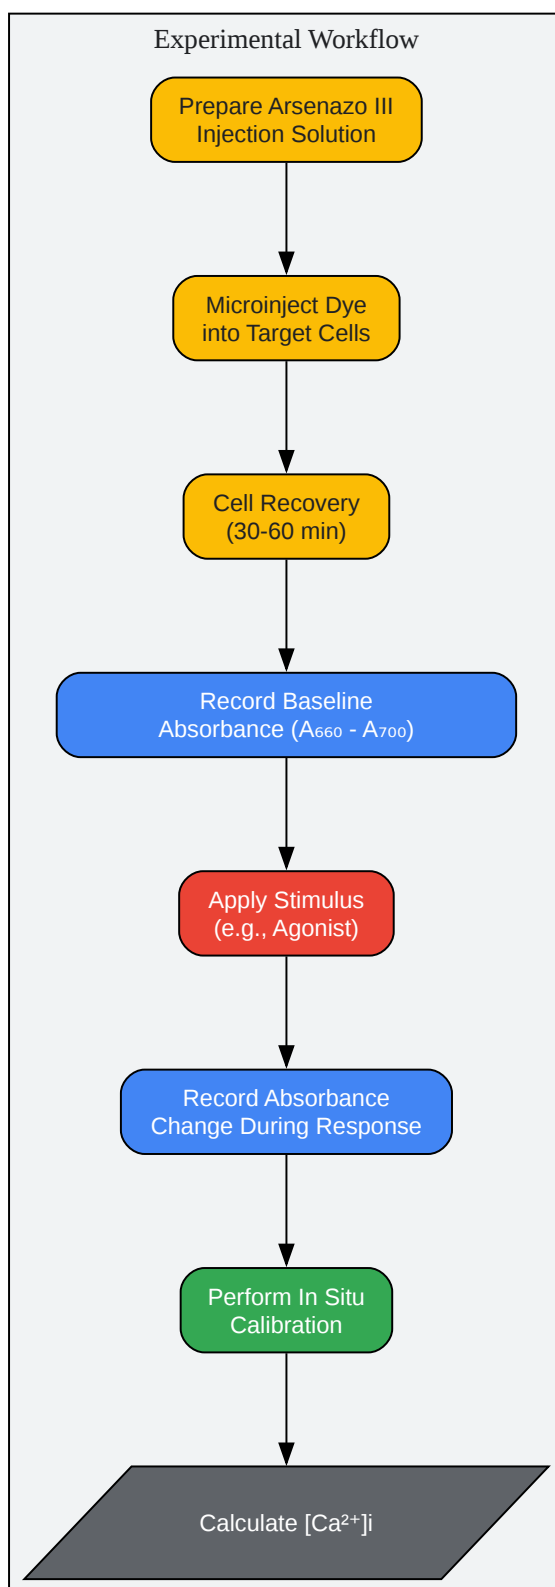 Experimental Workflow
Prepare Arsenazo III
Injection Solution
Microinject Dye
into Target Cells
Cell Recovery
(30-60 min)
Record Baseline
Absorbance (A₆₆₀ - A₇₀₀)
Apply Stimulus
(e.g., Agonist)
Record Absorbance
Change During Response
Perform In Situ
Calibration
Calculate [Ca²⁺]i